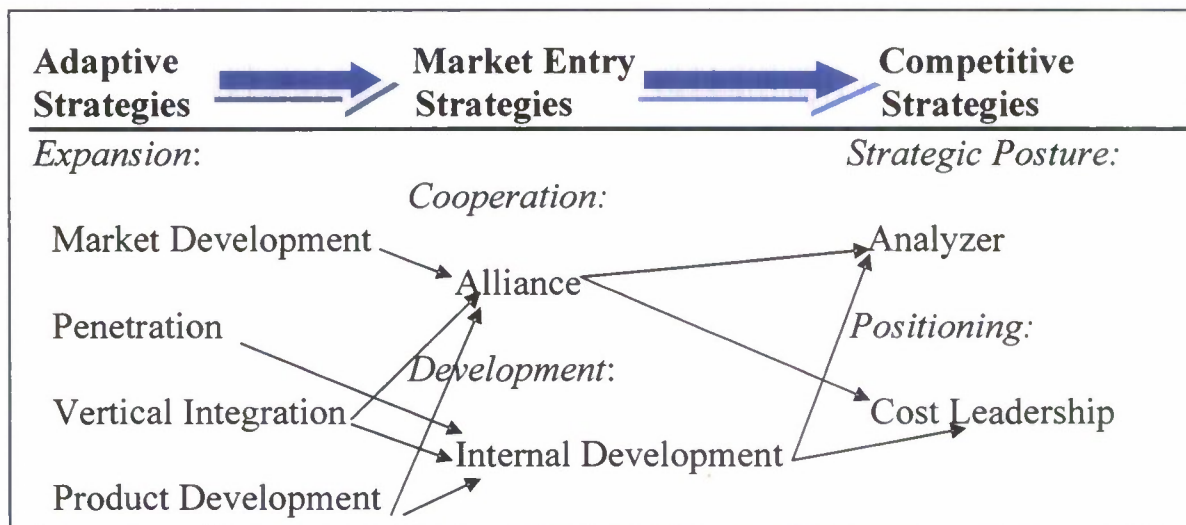 Adaptive Strategies
Market Entry Strategies
Competitive Strategies
Expansion:
Strategic Posture:
Cooperation:
Market Development
Analyzer
Alliance
Penetration
Positioning:
Development:
Vertical Integration
Cost Leadership
Internal Development
Product Development